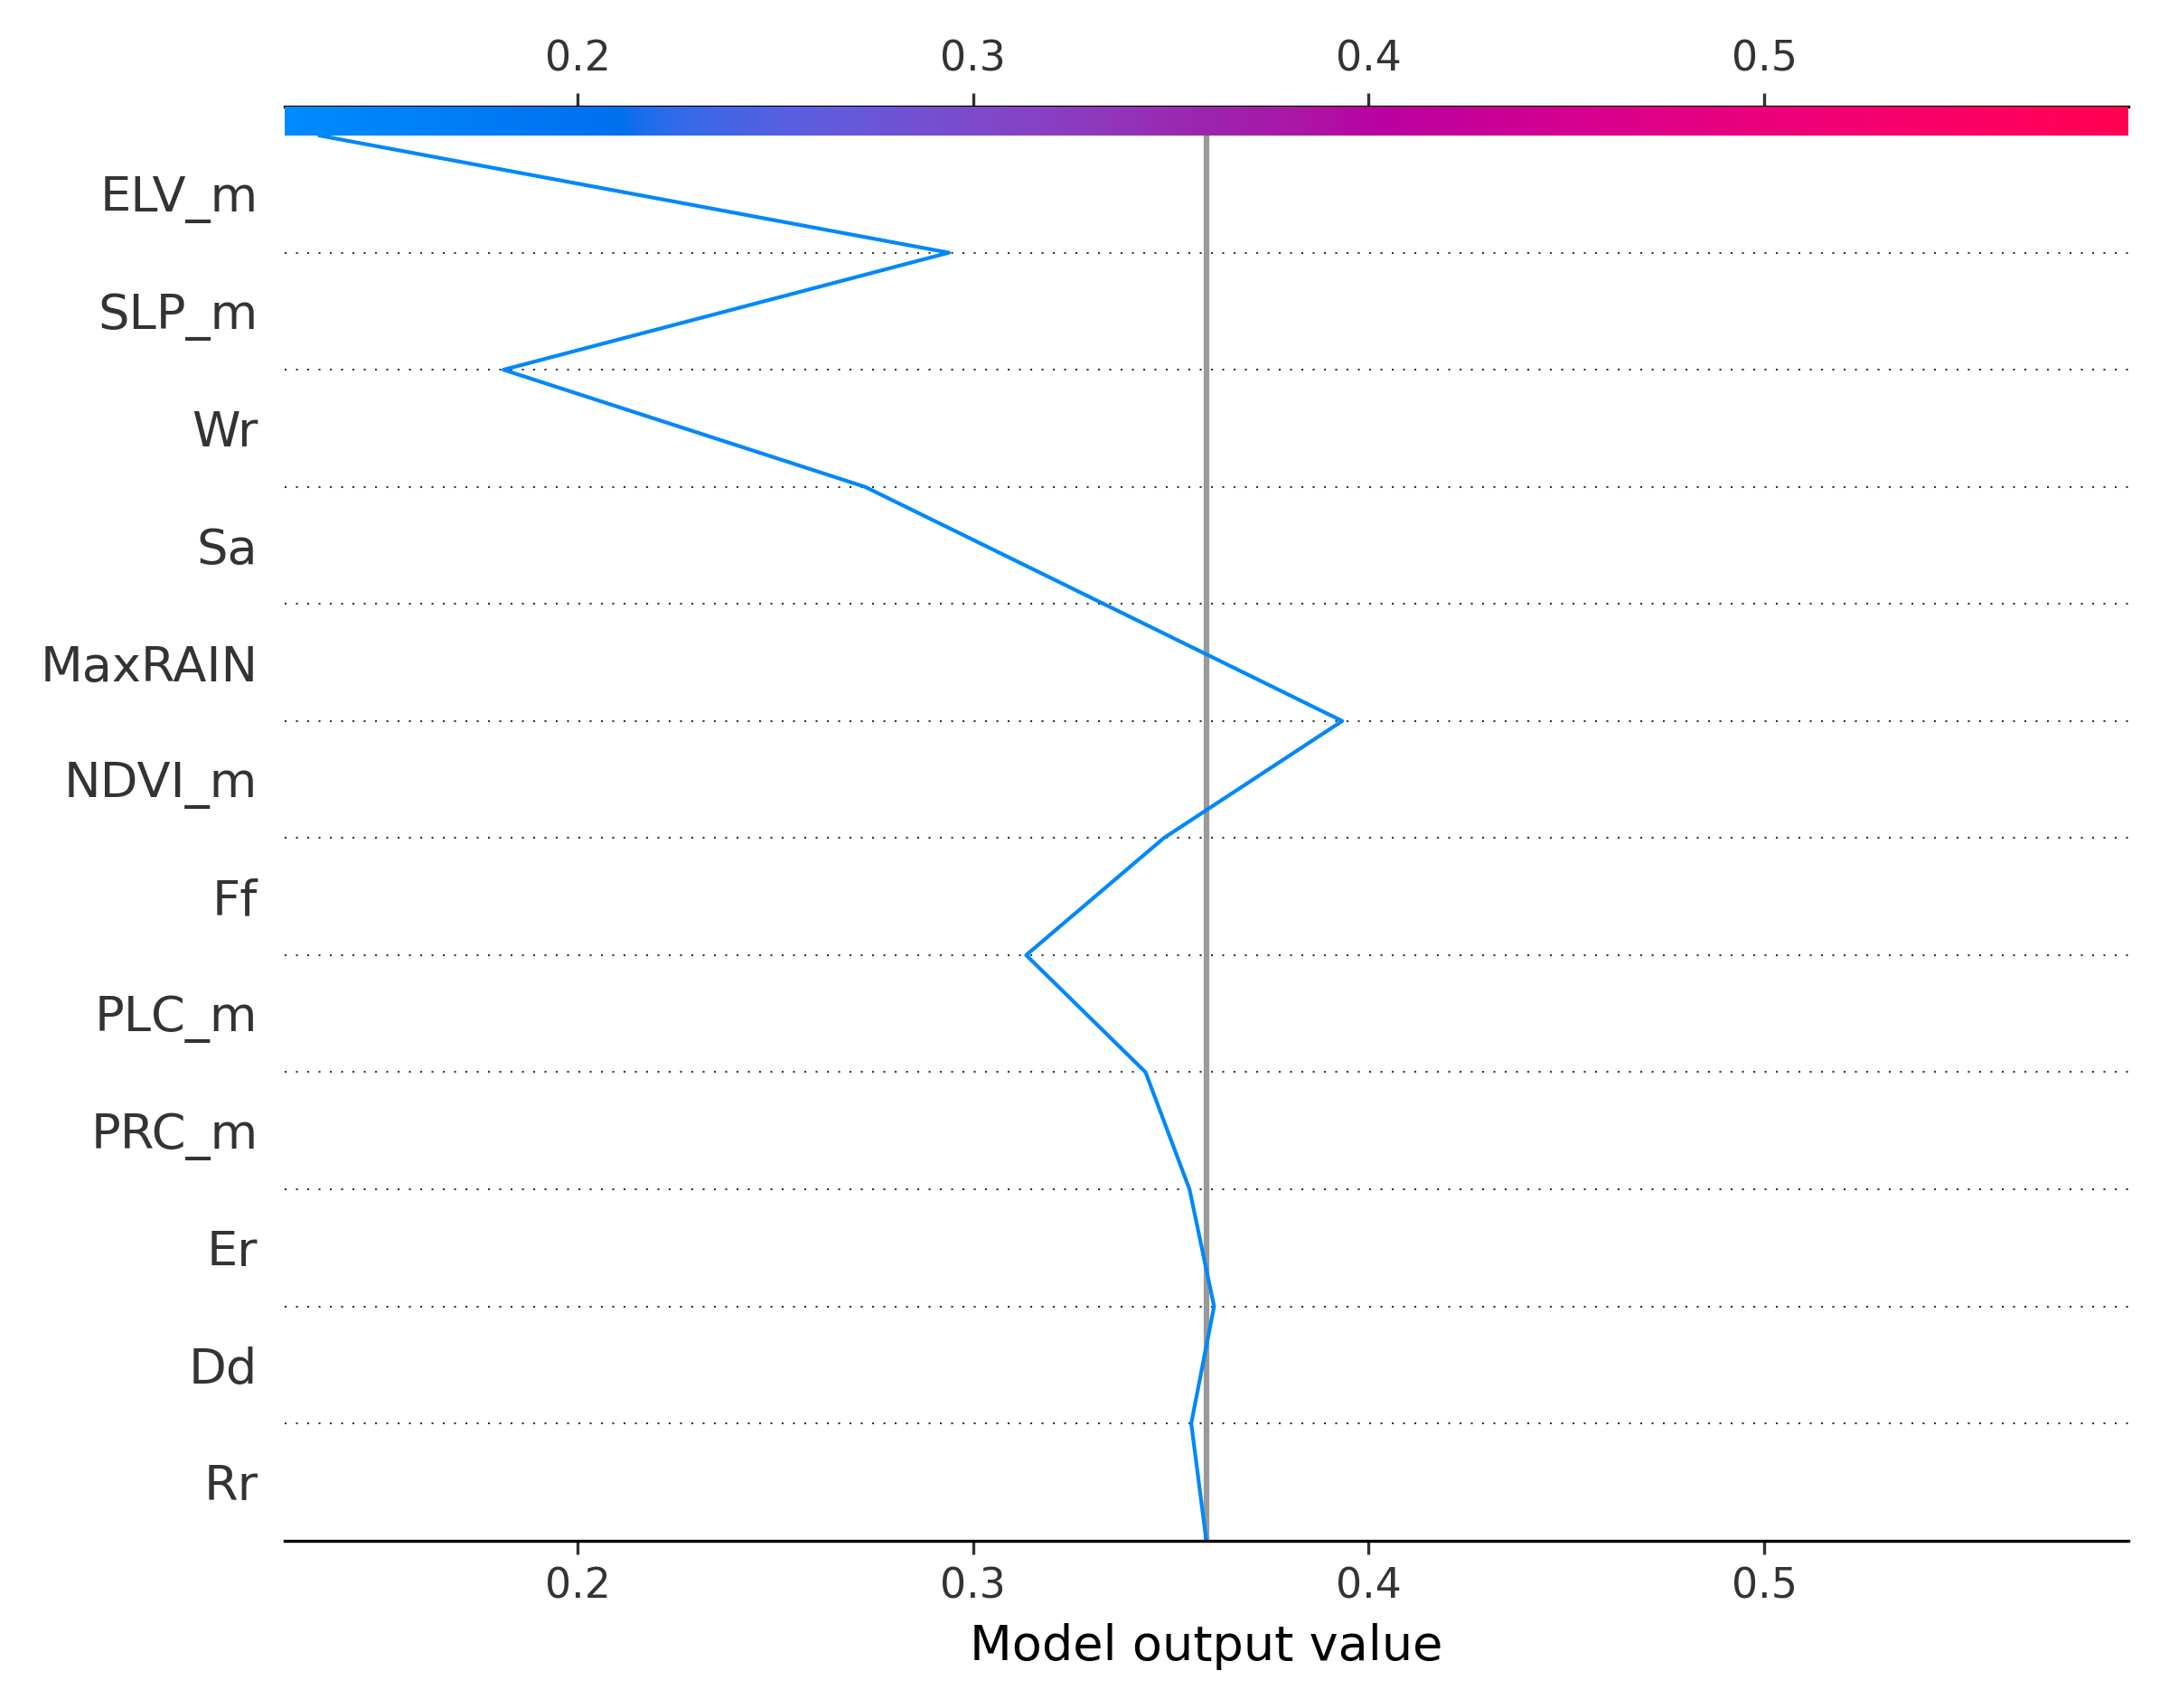 0.2 0.3 0.4 0.5
ELV_m
SLP_m
Wr
Sa
MaxRAIN
NDVI_m
Ff
PLC_m
PRC_m
Er
Dd
Rr
0.2 0.3 0.4 0.5
Model output value